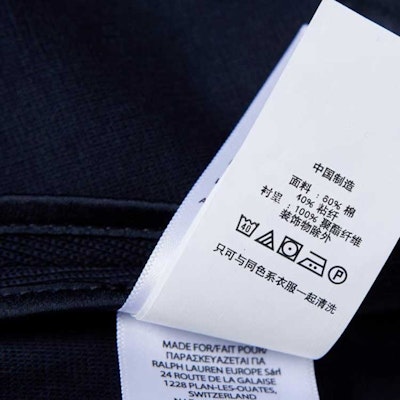 中国制造
面料：60% 棉
40% 粘纤
衬里：100% 聚酯纤维
装饰物除外
40 P
只可与同色系衣服一起清洗
MADE FOR/FAIT POUR/
ΠΑΡΑΣΚΕΥΑΖΕΤΑΙ ΓΙΑ
RALPH LAUREN EUROPE Sàrl
24 ROUTE DE LA GALAISE
1228 PLAN-LES-OUATES,